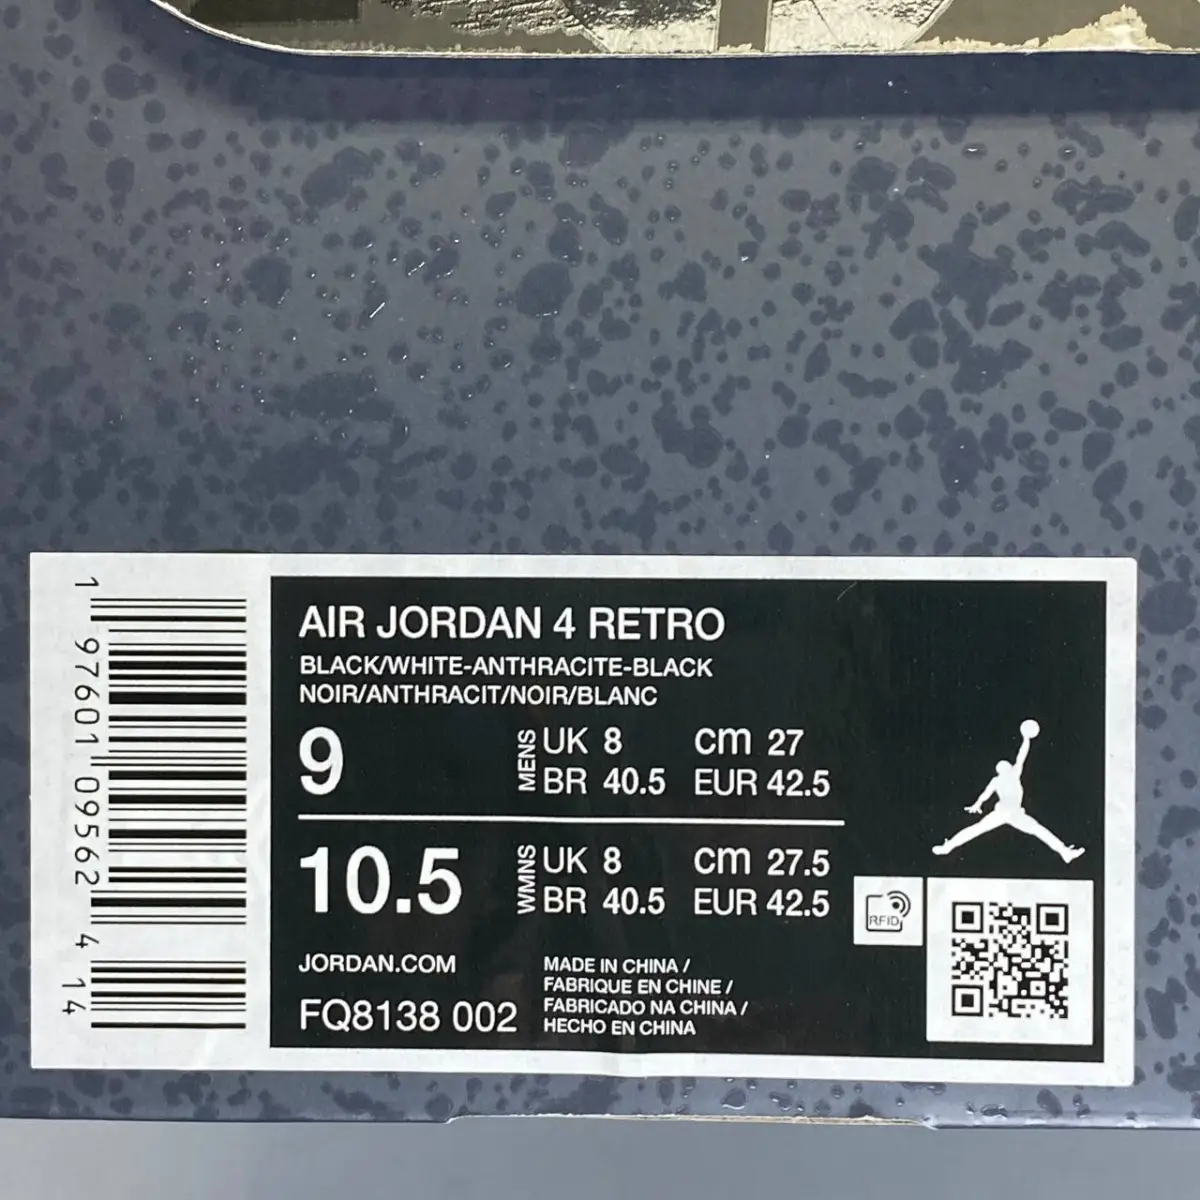 AIR JORDAN 4 RETRO
BLACK/WHITE-ANTHRACITE-BLACK
NOIR/ANTHRACIT/NOIR/BLANC
9 MENS UK 8 cm 27
BR 40.5 EUR 42.5
10.5 WMNS UK 8 cm 27.5
BR 40.5 EUR 42.5
RFID
JORDAN.COM
FQ8138 002
MADE IN CHINA /
FABRIQUE EN CHINE /
FABRICADO NA CHINA /
HECHO EN CHINA
1 97601 09562 4 14